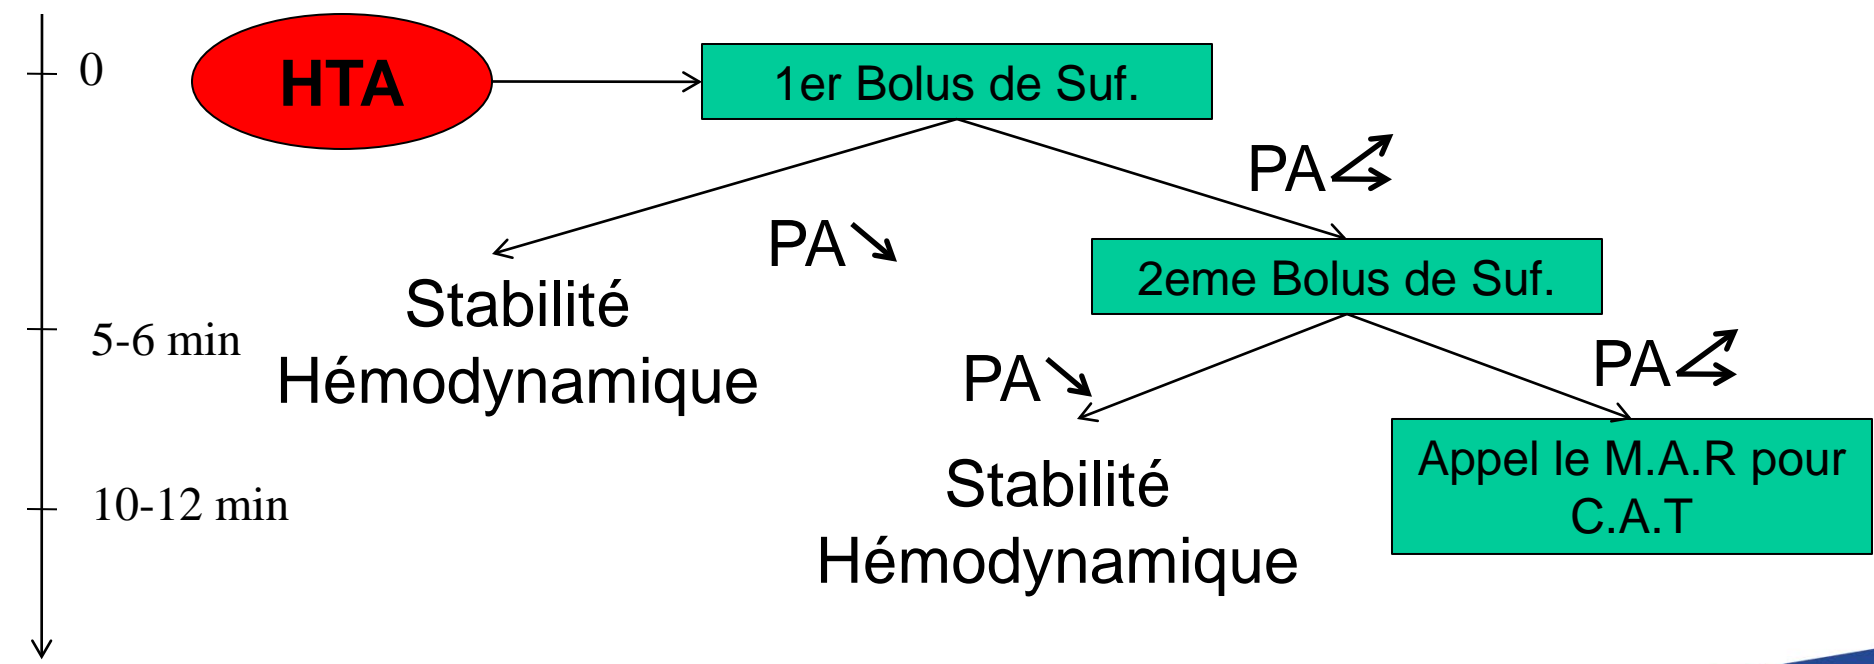 0
HTA
1er Bolus de Suf.
PA
PA
2eme Bolus de Suf.
Stabilité
Hémodynamique
5-6 min
PA
PA
Appel le M.A.R pour
C.A.T
Stabilité
Hémodynamique
10-12 min